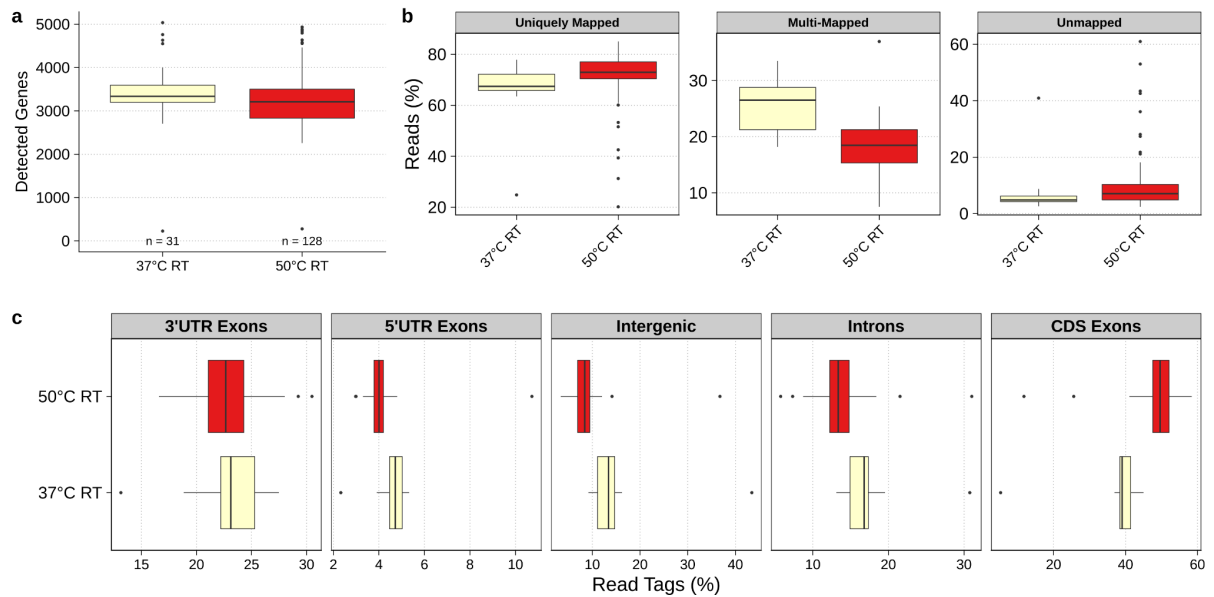 a
Detected Genes
5000
4000
3000
2000
1000
0
n = 31
n = 128
37°C RT
50°C RT
b
Reads (%)
Uniquely Mapped
80
60
40
20
37°C RT
50°C RT
Multi-Mapped
30
20
10
37°C RT
50°C RT
Unmapped
60
40
20
0
37°C RT
50°C RT
c
3'UTR Exons
5'UTR Exons
Intergenic
Introns
CDS Exons
50°C RT
37°C RT
15 20 25 30
2 4 6 8 10
10 20 30 40
10 20 30
20 40 60
Read Tags (%)